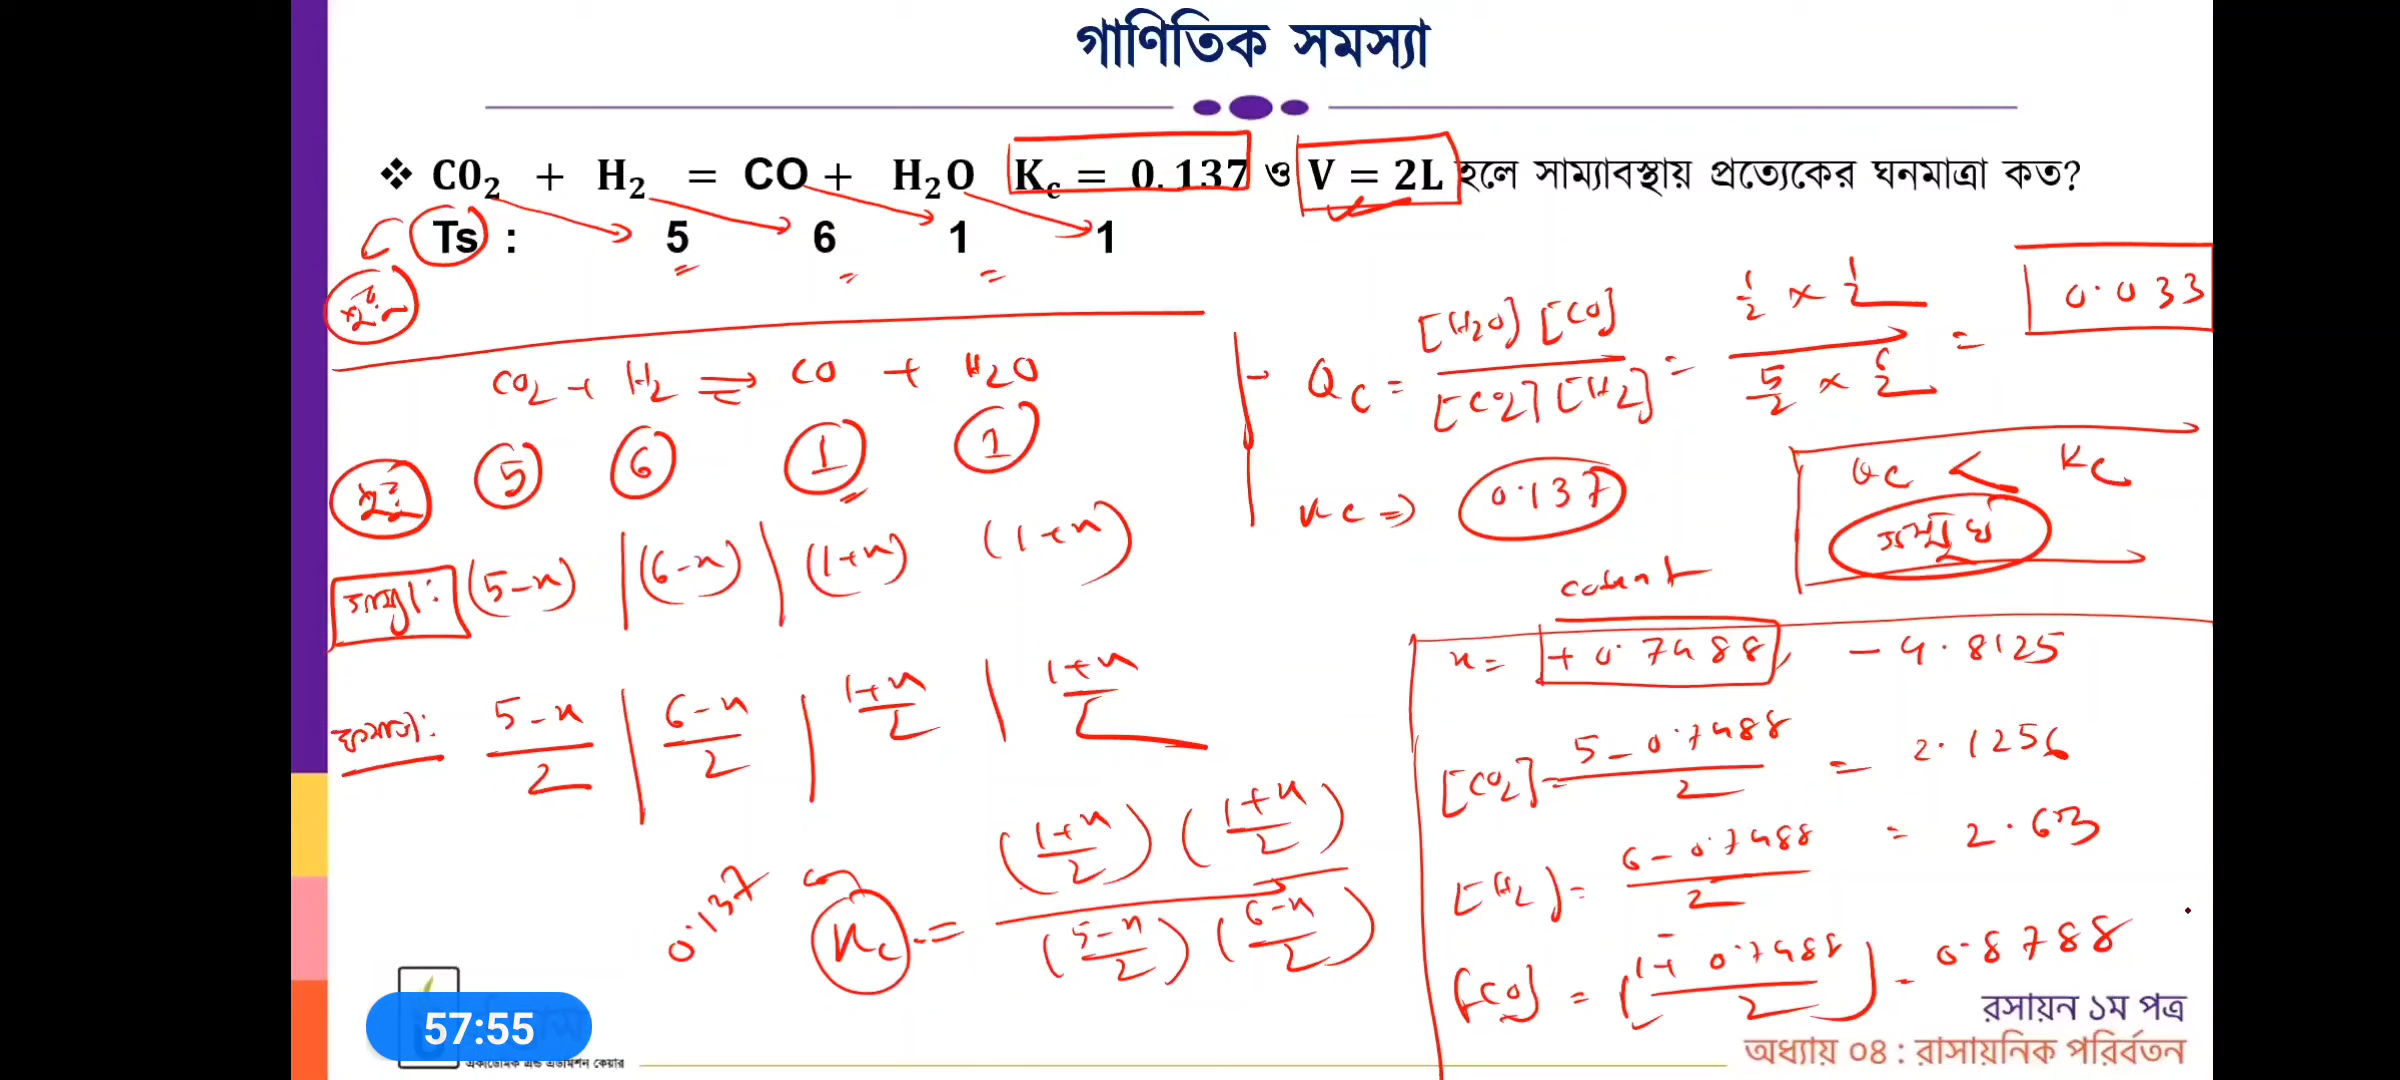 গাণিতিক সমস্যা
❖ CO₂ + H₂ = CO + H₂O K꜀ = 0.137 ও V = 2L হলে সাম্যাবস্থায় প্রত্যেকের ঘনমাত্রা কত?
Ts : 5 6 1 1
শুরু
CO₂ + H₂ ⇌ CO + H₂O
5 6 1 1
(5-x) | (6-x) | (1+x) (1+x)
5-x/2 | 6-x/2 | 1+x/2 | 1+x/2
0.137 Kc = (1+x/2) (1+x/2) / (5-x/2) (6-x/2)
Qc = [H₂O] [CO] / [CO₂] [H₂] = 1/2 × 1/2 / 5/2 × 6/2 = 0.033
Kc ⇒ 0.137
Qc < Kc
সম্মুখ
x = +0.7488, -4.8125
[CO₂] = 5-0.7488/2 = 2.1256
[H₂] = 6-0.7488/2 = 2.63
[CO] = (1+0.7488/2) = 0.8788
57:55
একাডেমিক এন্ড এডমিশন কেয়ার
রসায়ন ১ম পত্র
অধ্যায় ০৪ : রাসায়নিক পরিবর্তন